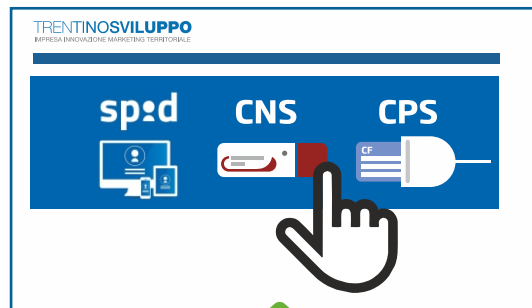 TRENTINOSVILUPPO
IMPRESA INNOVAZIONE MARKETING TERRITORIALE
spid CNS CPS
CF